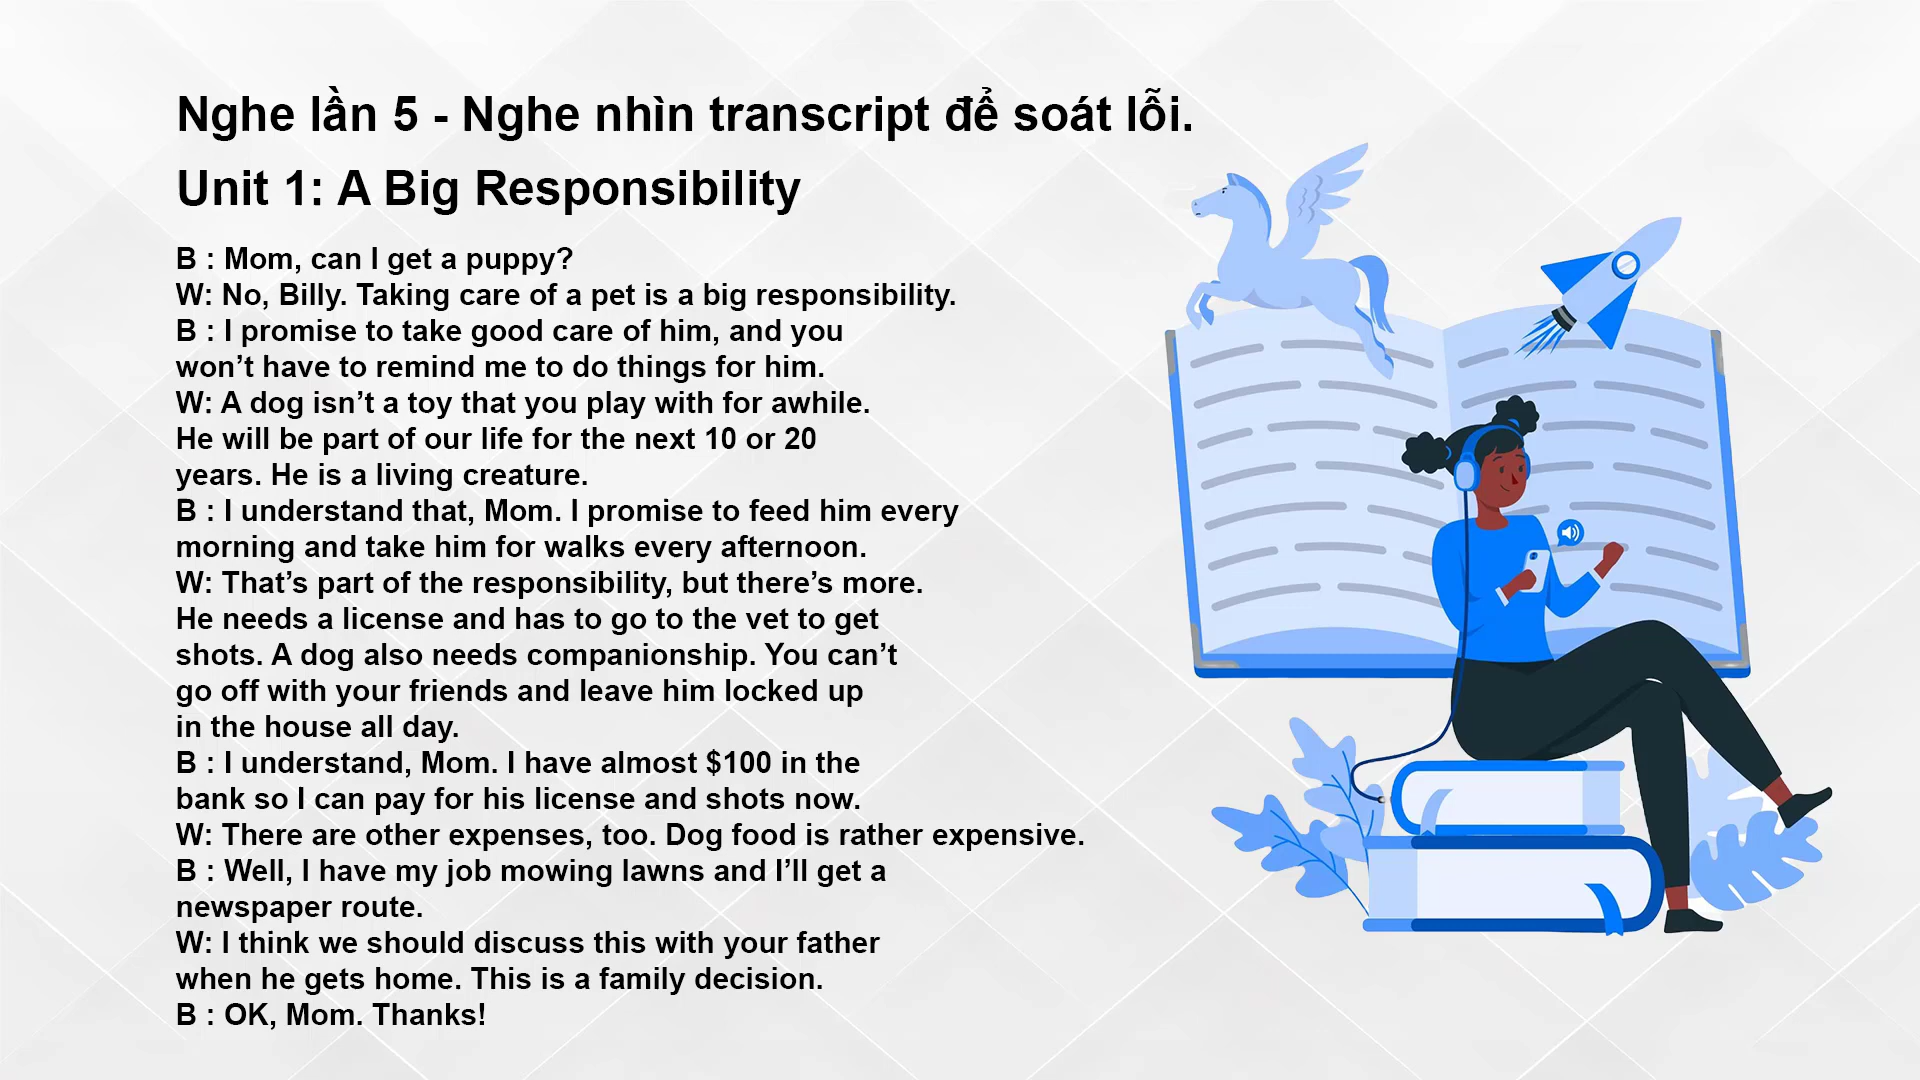 Nghe lần 5 - Nghe nhìn transcript để soát lỗi.
Unit 1: A Big Responsibility
B : Mom, can I get a puppy?
W: No, Billy. Taking care of a pet is a big responsibility.
B : I promise to take good care of him, and you
won’t have to remind me to do things for him.
W: A dog isn’t a toy that you play with for awhile.
He will be part of our life for the next 10 or 20
years. He is a living creature.
B : I understand that, Mom. I promise to feed him every
morning and take him for walks every afternoon.
W: That’s part of the responsibility, but there’s more.
He needs a license and has to go to the vet to get
shots. A dog also needs companionship. You can’t
go off with your friends and leave him locked up
in the house all day.
B : I understand, Mom. I have almost $100 in the
bank so I can pay for his license and shots now.
W: There are other expenses, too. Dog food is rather expensive.
B : Well, I have my job mowing lawns and I’ll get a
newspaper route.
W: I think we should discuss this with your father
when he gets home. This is a family decision.
B : OK, Mom. Thanks!